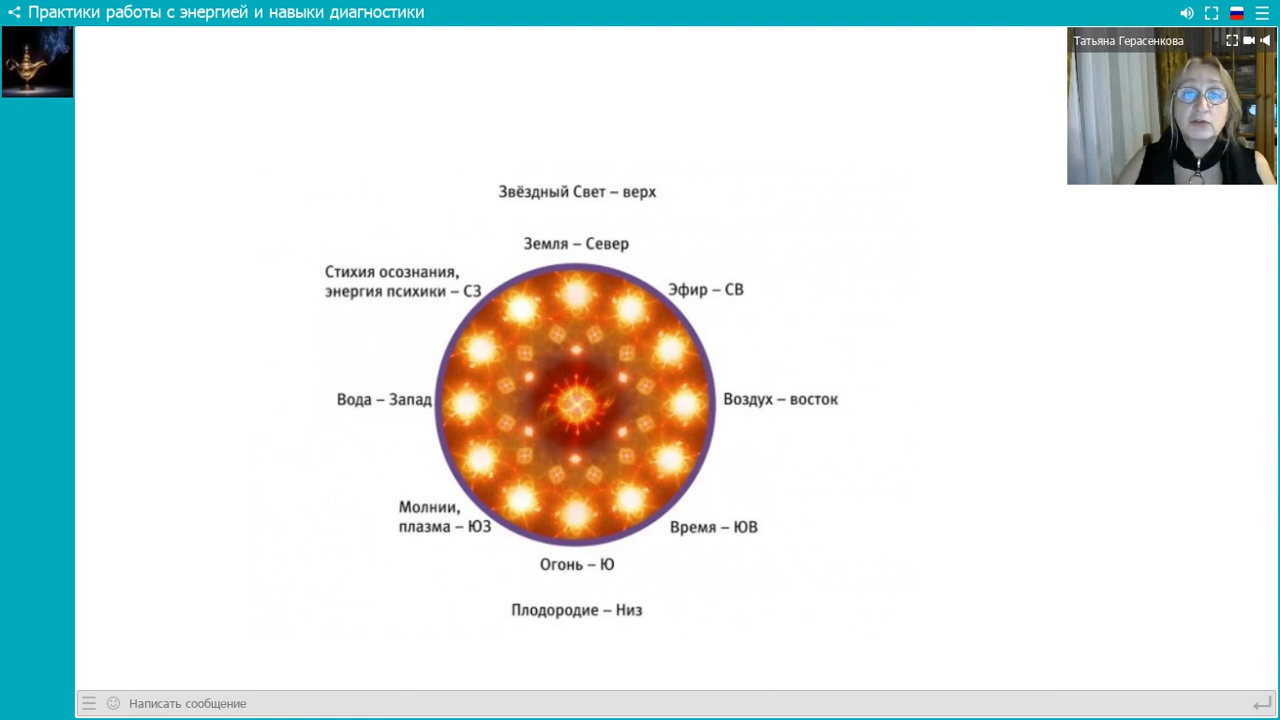 Практики работы с энергией и навыки диагностики
Татьяна Герасенкова
Звёздный Свет – верх
Земля – Север
Стихия осознания,
энергия психики – СЗ
Эфир – СВ
Вода – Запад
Воздух – восток
Молнии,
плазма – ЮЗ
Время – ЮВ
Огонь – Ю
Плодородие – Низ
Написать сообщение